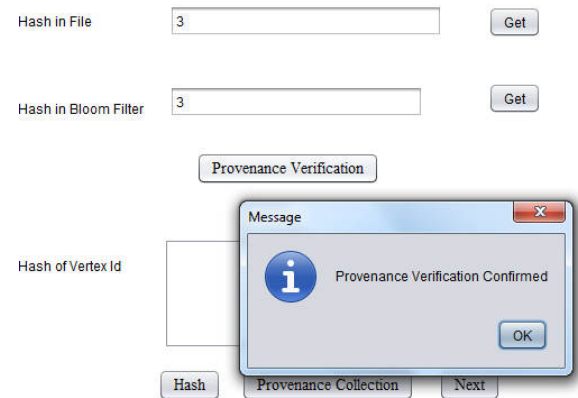 Hash in File 3 Get
Hash in Bloom Filter 3 Get
Provenance Verification
Message X
Hash of Vertex Id
Provenance Verification Confirmed
OK
Hash Provenance Collection Next